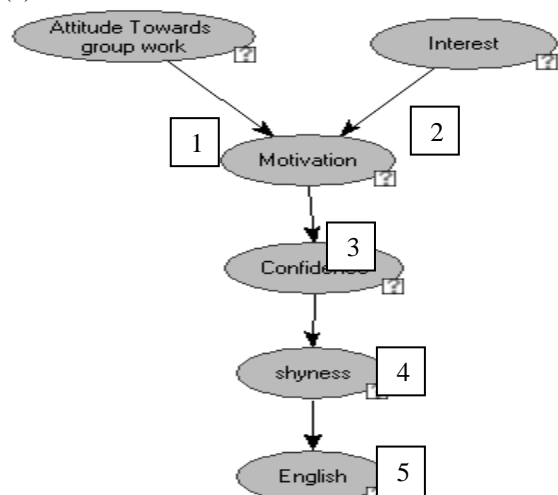 Attitude Towards
group work
?
Interest
?
1
2
Motivation
?
3
Confidence
?
shyness
4
?
English
5
?